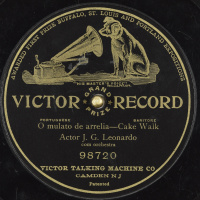 AWARDED FIRST PRIZE BUFFALO, ST. LOUIS AND PORTLAND EXPOSITIONS
HIS MASTER'S VOICE
VICTOR RECORD
GRAND PRIZE
PORTUGUESE BARITONE
O mulato de arrelia—Cake Walk
Actor J. G. Leonardo
com orchestra
98720
VICTOR TALKING MACHINE CO
CAMDEN N J
Patented